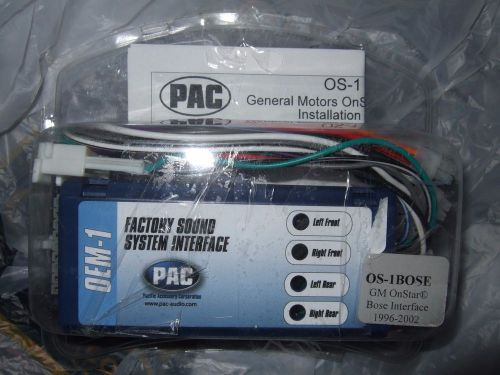 PAC
OS-1
General Motors OnS
Installation
OEM-1
FACTORY SOUND
SYSTEM INTERFACE
PAC
Pacific Accessory Corporation
www.pac-audio.com
Left Front
Right Front
Left Rear
Right Rear
OS-1BOSE
GM OnStar®
Bose Interface
1996-2002